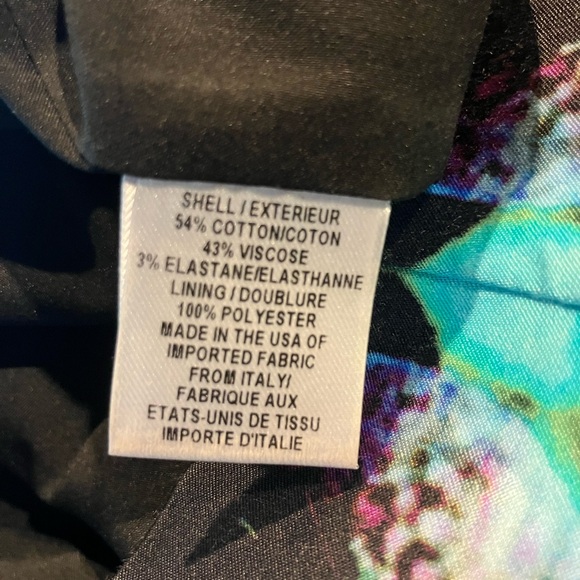 SHELL / EXTERIEUR
54% COTTON/COTON
43% VISCOSE
3% ELASTANE/ELASTHANNE
LINING / DOUBLURE
100% POLYESTER
MADE IN THE USA OF
IMPORTED FABRIC
FROM ITALY/
FABRIQUE AUX
ETATS-UNIS DE TISSU
IMPORTE D'ITALIE